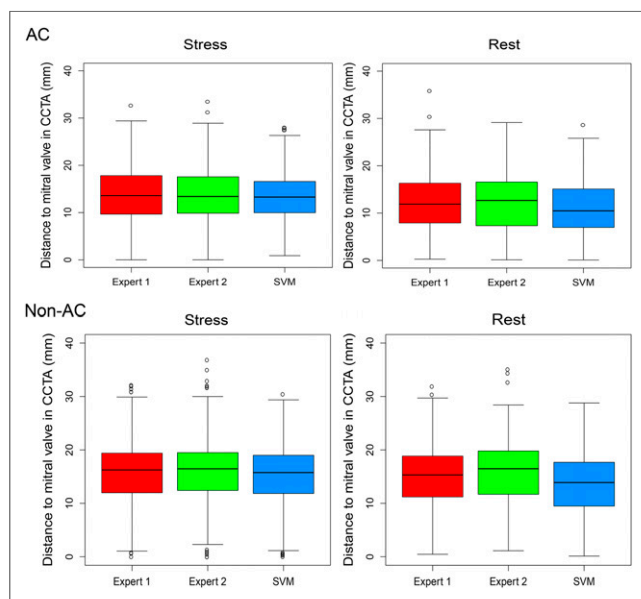 AC
Stress
Rest
Distance to mitral valve in CCTA (mm)
40
30
20
10
0
Expert 1
Expert 2
SVM
Distance to mitral valve in CCTA (mm)
40
30
20
10
0
Expert 1
Expert 2
SVM
Non-AC
Stress
Rest
Distance to mitral valve in CCTA (mm)
40
30
20
10
0
Expert 1
Expert 2
SVM
Distance to mitral valve in CCTA (mm)
40
30
20
10
0
Expert 1
Expert 2
SVM